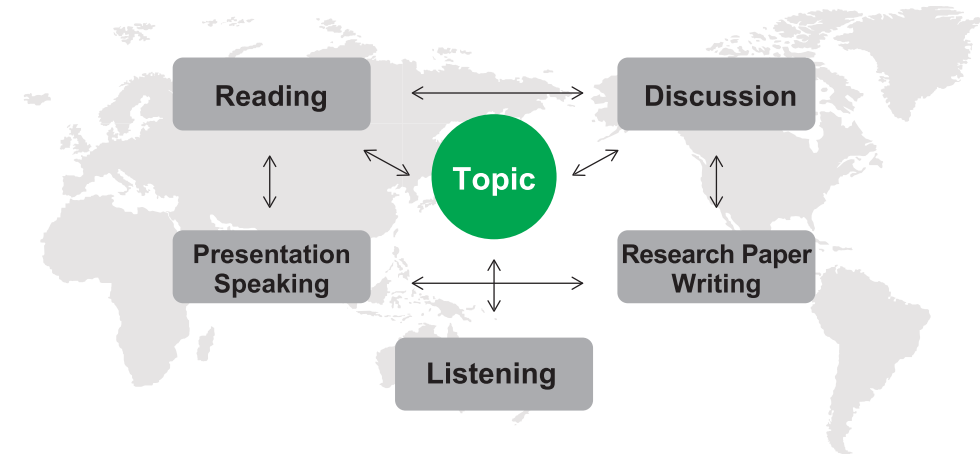 Reading
Discussion
Topic
Presentation
Speaking
Research Paper
Writing
Listening